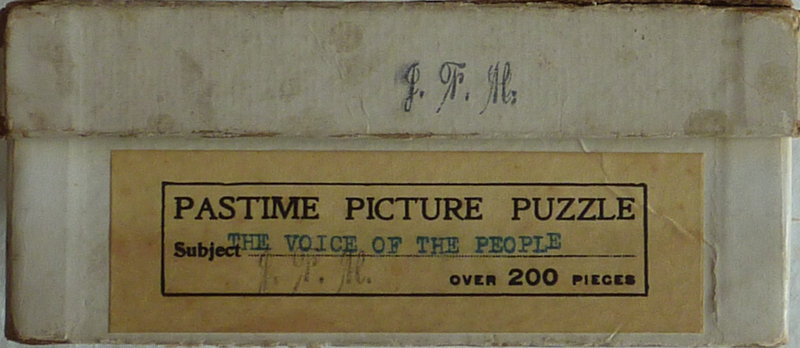 J. F. M.
PASTIME PICTURE PUZZLE
Subject THE VOICE OF THE PEOPLE
J. F. M.
OVER 200 PIECES